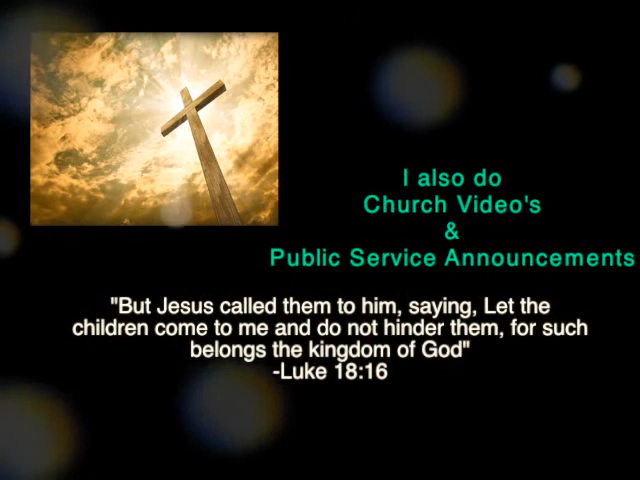 I also do
Church Video's
&
Public Service Announcements
"But Jesus called them to him, saying, Let the
children come to me and do not hinder them, for such
belongs the kingdom of God"
-Luke 18:16